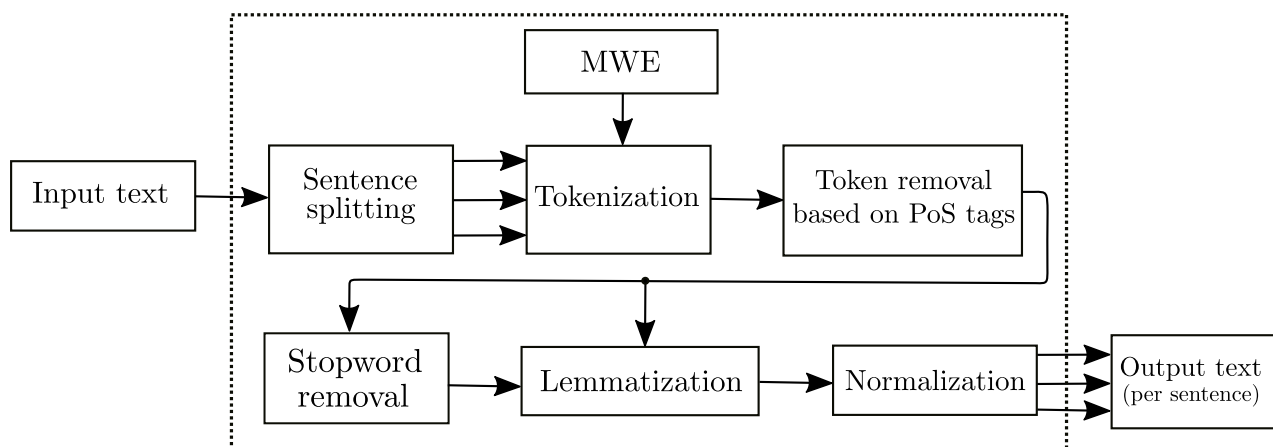 MWE
Input text
Sentence
splitting
Tokenization
Token removal
based on PoS tags
Stopword
removal
Lemmatization
Normalization
Output text
(per sentence)